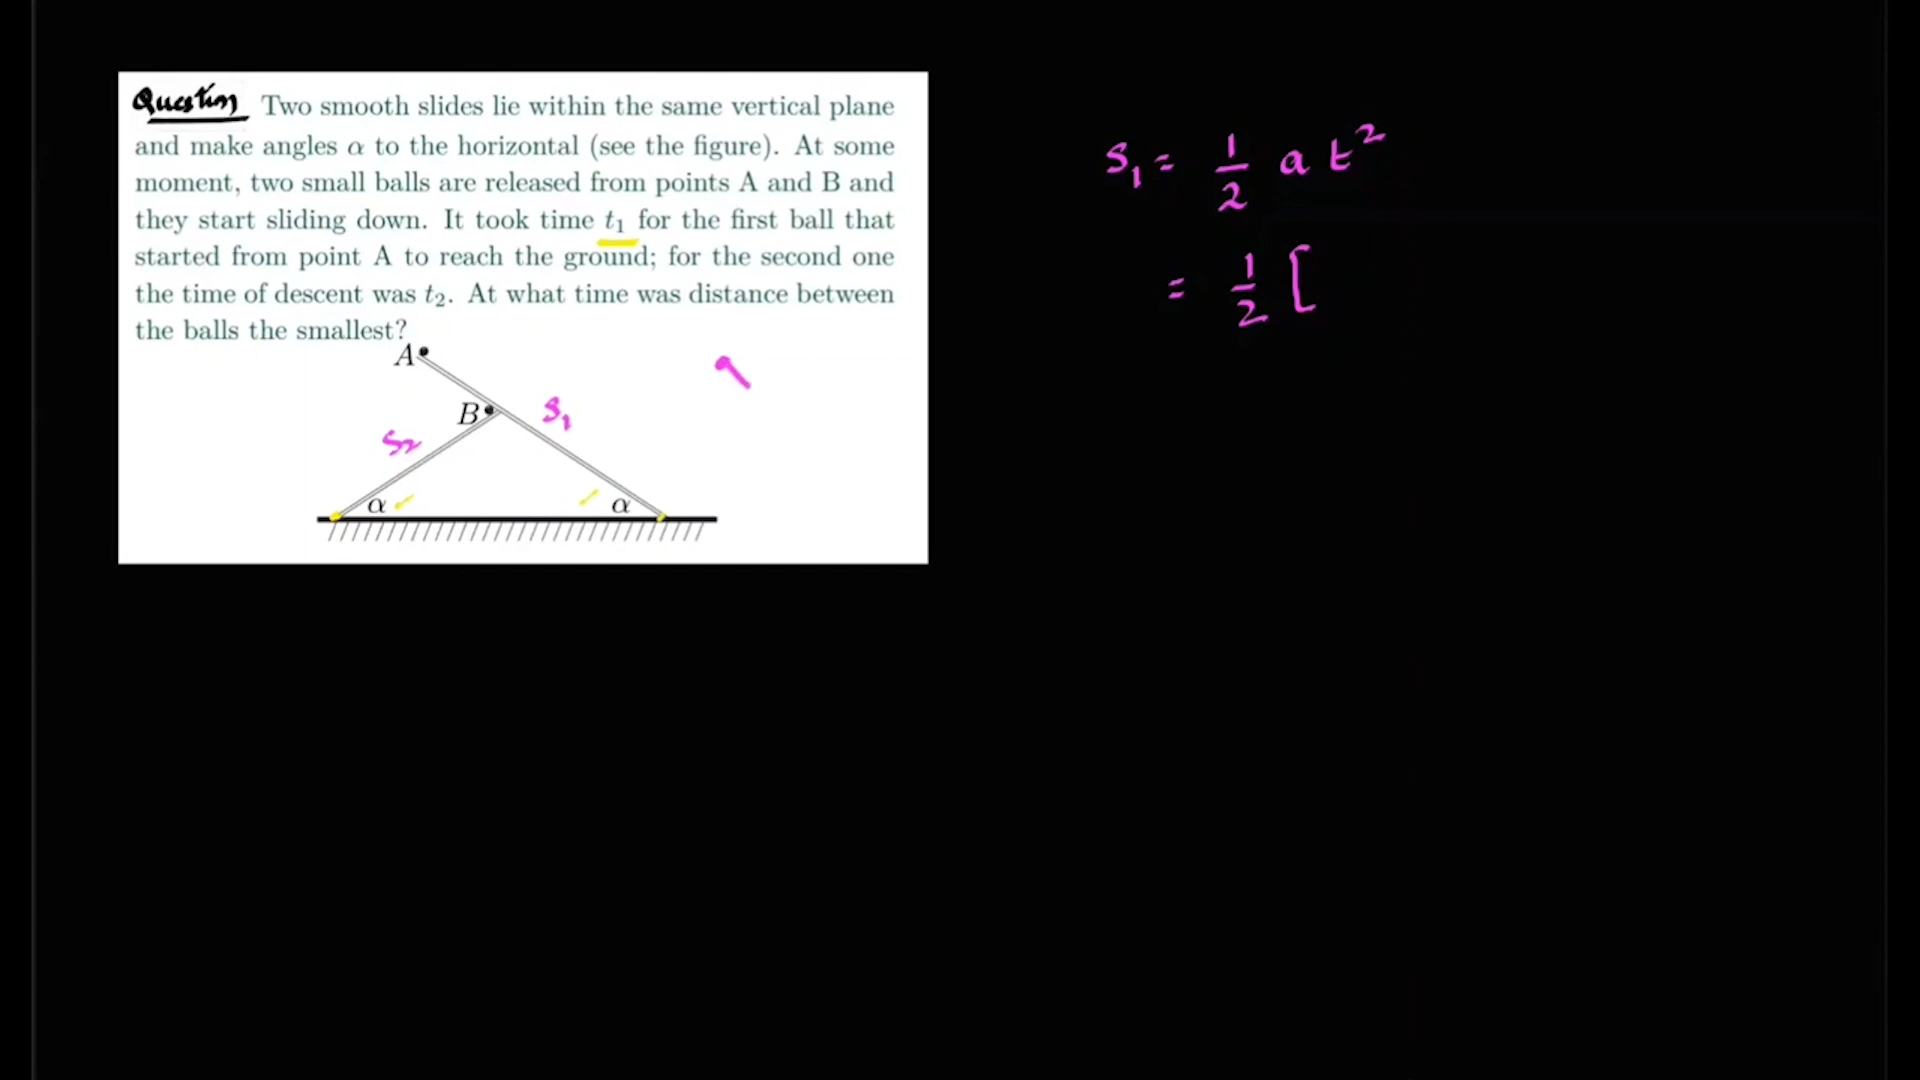 Question Two smooth slides lie within the same vertical plane
and make angles α to the horizontal (see the figure). At some
moment, two small balls are released from points A and B and
they start sliding down. It took time t₁ for the first ball that
started from point A to reach the ground; for the second one
the time of descent was t₂. At what time was distance between
the balls the smallest?
A
B
S₁
S₂
α
α
S₁ = 1/2 a t²
= 1/2 [